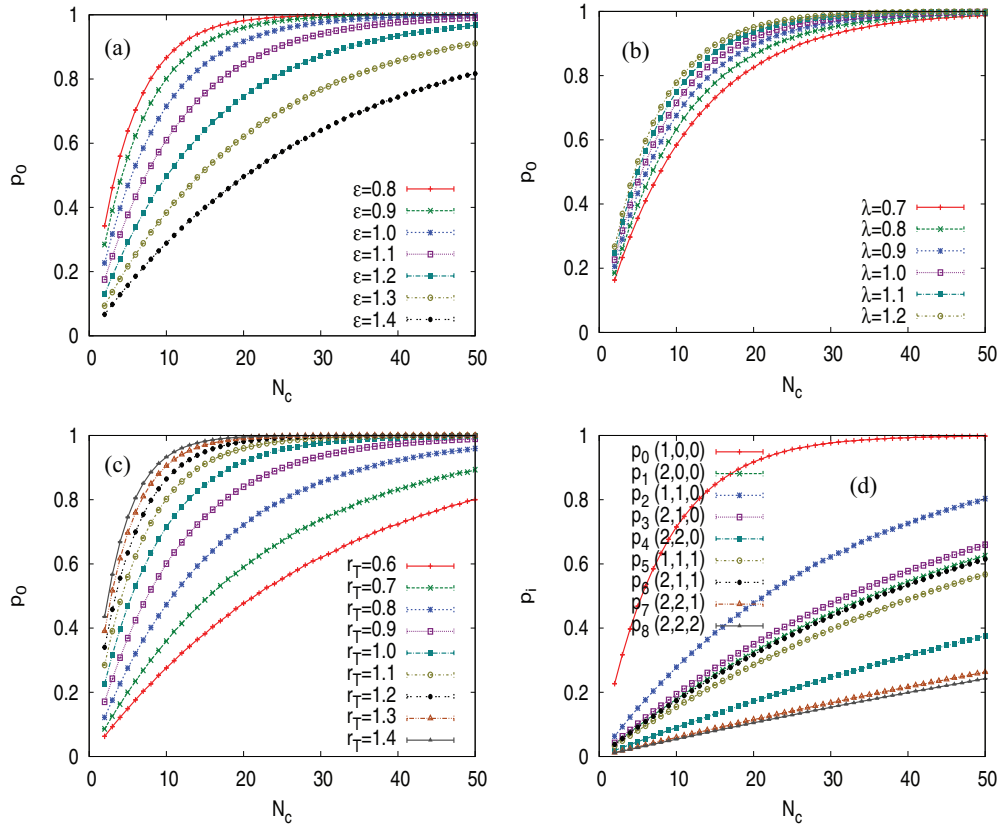 (a)
1
0.8
0.6
0.4
0.2
0
p0
ε=0.8
ε=0.9
ε=1.0
ε=1.1
ε=1.2
ε=1.3
ε=1.4
0 10 20 30 40 50
Nc
(b)
1
0.8
0.6
0.4
0.2
0
p0
λ=0.7
λ=0.8
λ=0.9
λ=1.0
λ=1.1
λ=1.2
0 10 20 30 40 50
Nc
(c)
1
0.8
0.6
0.4
0.2
0
p0
rT=0.6
rT=0.7
rT=0.8
rT=0.9
rT=1.0
rT=1.1
rT=1.2
rT=1.3
rT=1.4
0 10 20 30 40 50
Nc
(d)
1
0.8
0.6
0.4
0.2
0
pi
p0 (1,0,0)
p1 (2,0,0)
p2 (1,1,0)
p3 (2,1,0)
p4 (2,2,0)
p5 (1,1,1)
p6 (2,1,1)
p7 (2,2,1)
p8 (2,2,2)
0 10 20 30 40 50
Nc